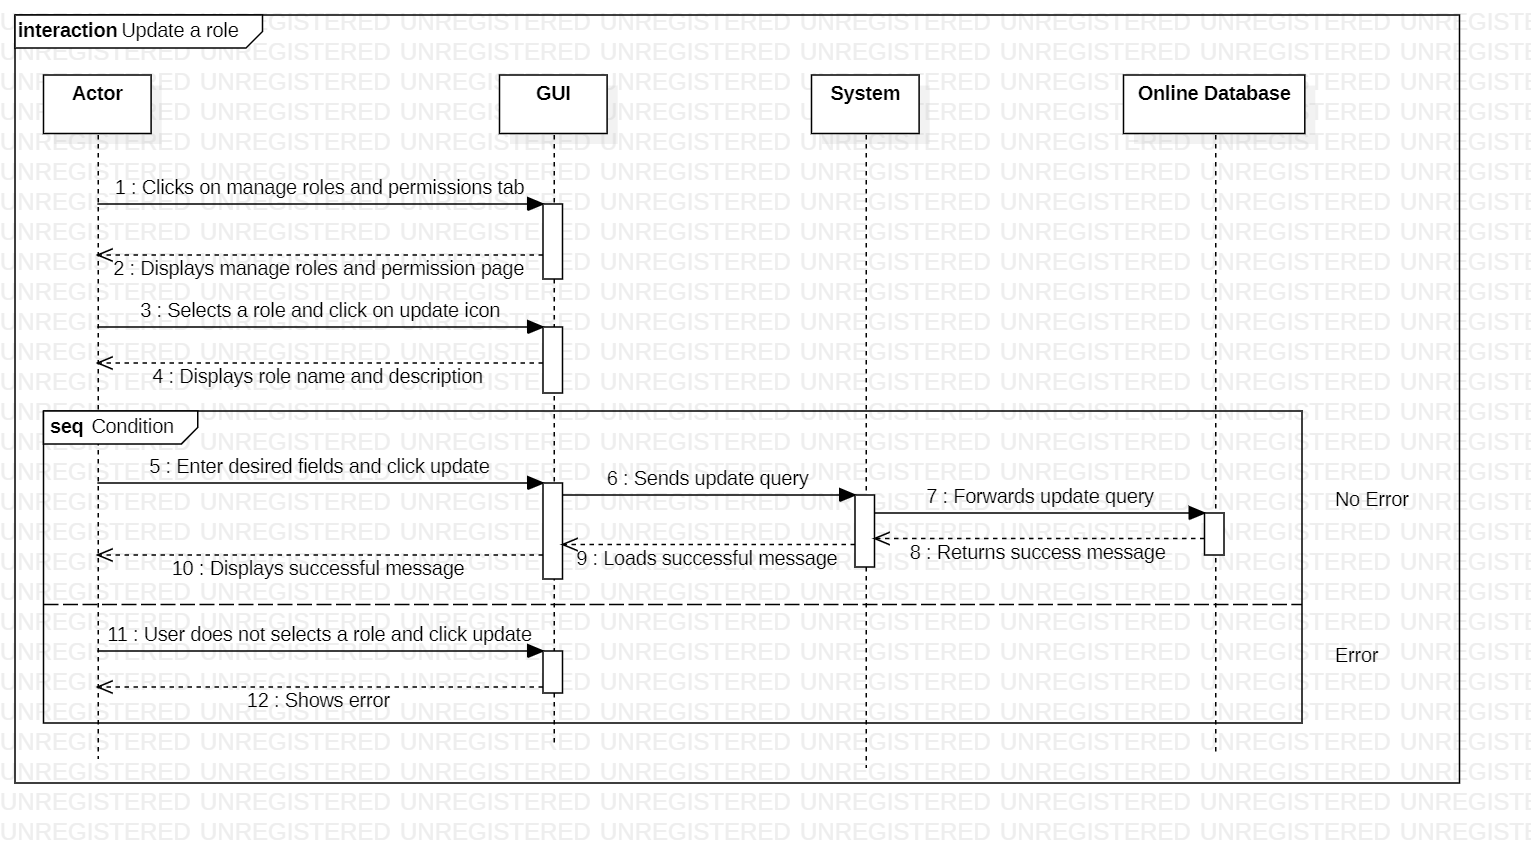 interaction Update a role
Actor
GUI
System
Online Database
1 : Clicks on manage roles and permissions tab
2 : Displays manage roles and permission page
3 : Selects a role and click on update icon
4 : Displays role name and description
seq Condition
5 : Enter desired fields and click update
6 : Sends update query
7 : Forwards update query
No Error
8 : Returns success message
9 : Loads successful message
10 : Displays successful message
11 : User does not selects a role and click update
Error
12 : Shows error
UNREGISTERED